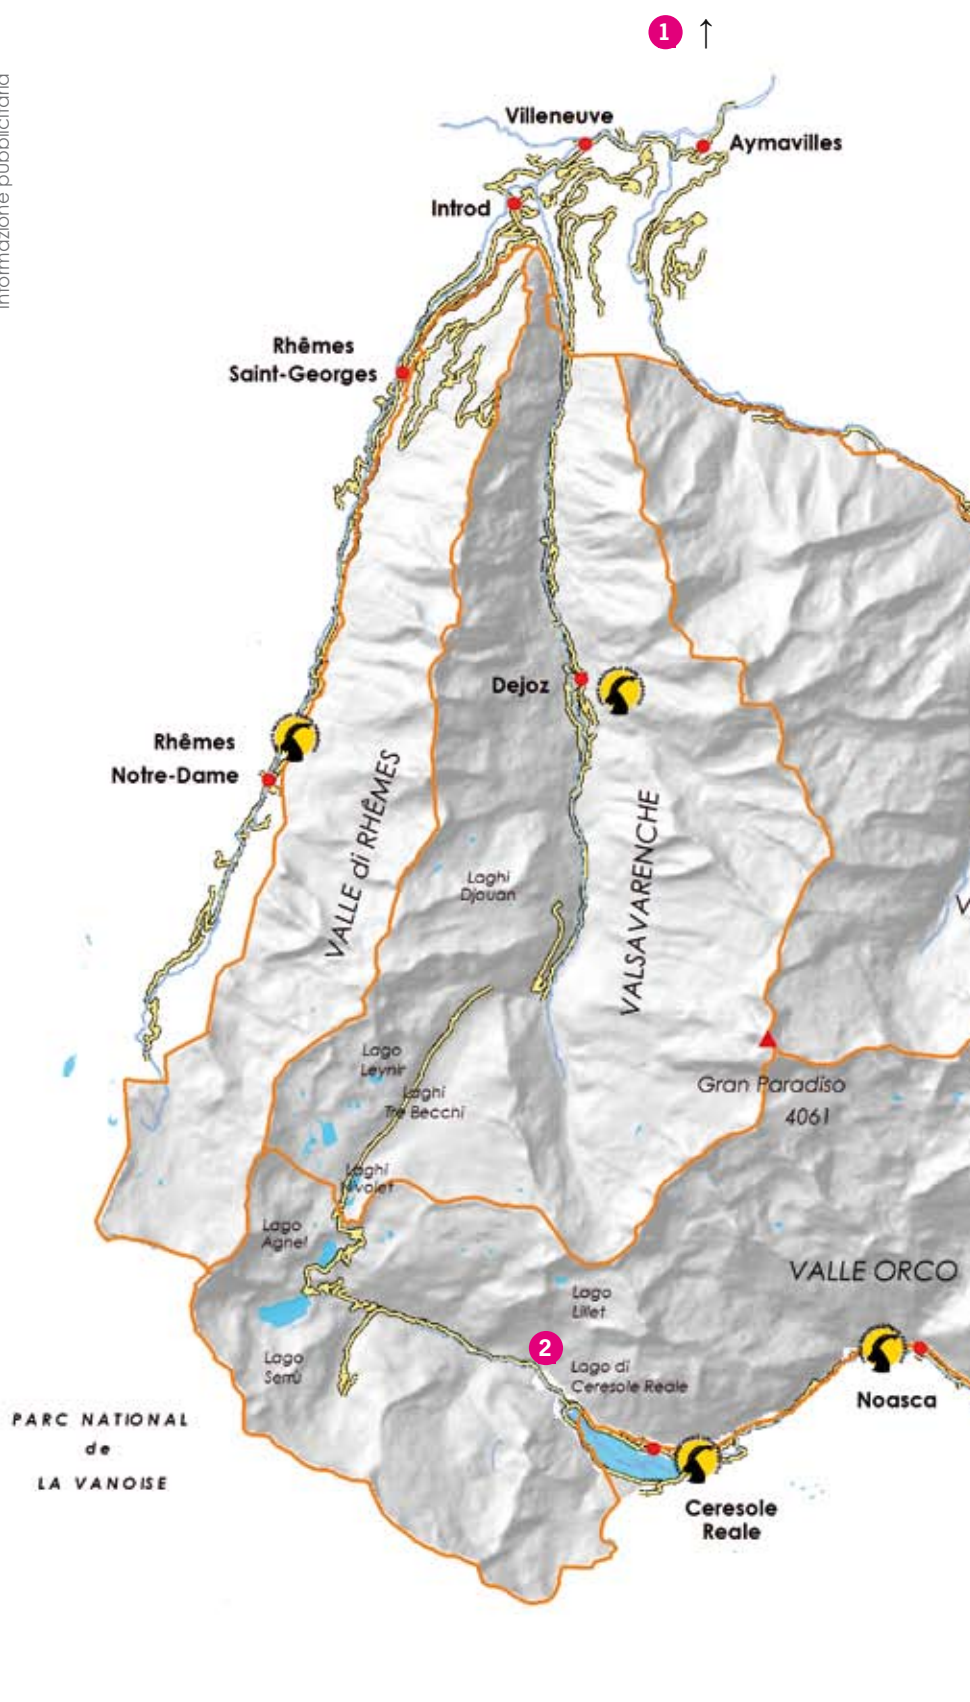 1 ↑
Informazione pubblicitaria
Villeneuve
Aymavilles
Introd
Rhêmes
Saint-Georges
Dejoz
Rhêmes
Notre-Dame
VALLE di RHÊMES
VALSAVARENCHE
Laghi
Djouan
V
Lago
Leynir
Gran Paradiso
4061
Laghi
Tre Becchi
Laghi
Nivolet
Lago
Agnel
VALLE ORCO
Lago
Lillet
2
Lago
Serrù
Lago di
Ceresole Reale
Noasca
PARC NATIONAL
de
LA VANOISE
Ceresole
Reale